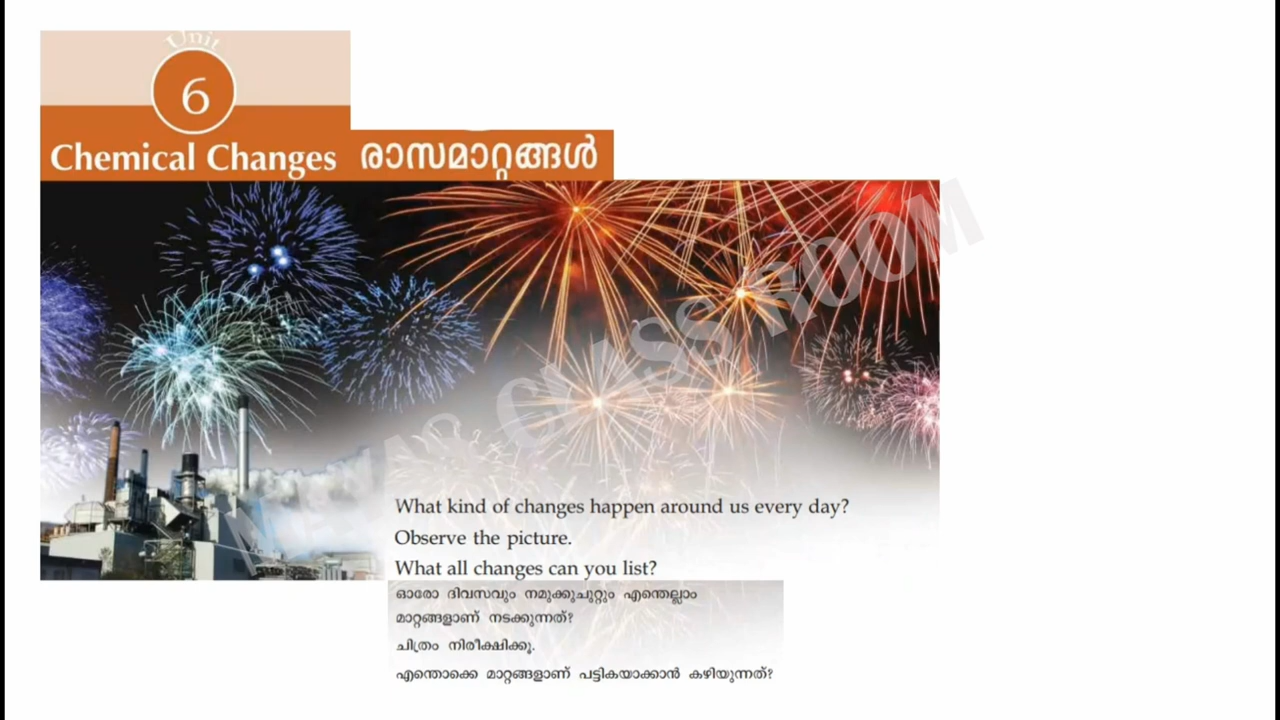 Unit
6
Chemical Changes രാസമാറ്റങ്ങൾ
What kind of changes happen around us every day?
Observe the picture.
What all changes can you list?
ഓരോ ദിവസവും നമുക്കുചുറ്റും എന്തെല്ലാം
മാറ്റങ്ങളാണ് നടക്കുന്നത്?
ചിത്രം നിരീക്ഷിക്കൂ.
എന്തൊക്കെ മാറ്റങ്ങളാണ് പട്ടികയാക്കാൻ കഴിയുന്നത്?
CLASS ROOM